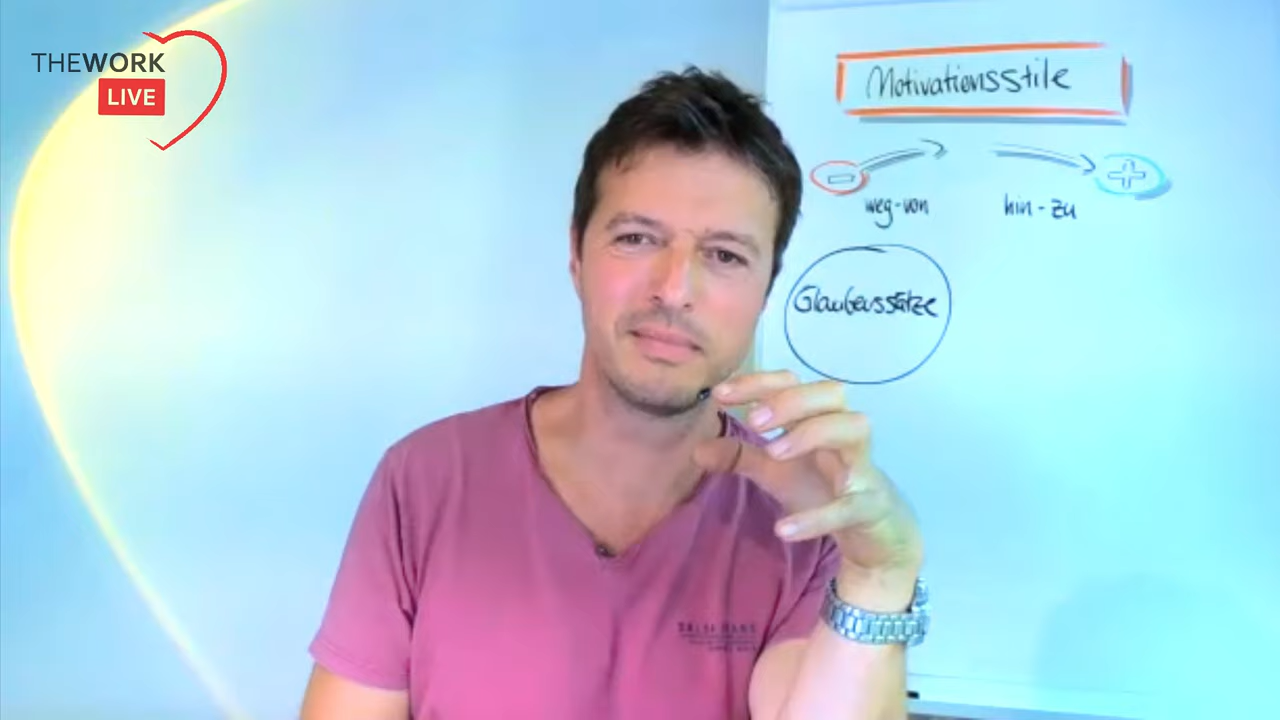 THEWORK
LIVE
Motivationsstile
weg-von
hin-zu
Glaubenssätze